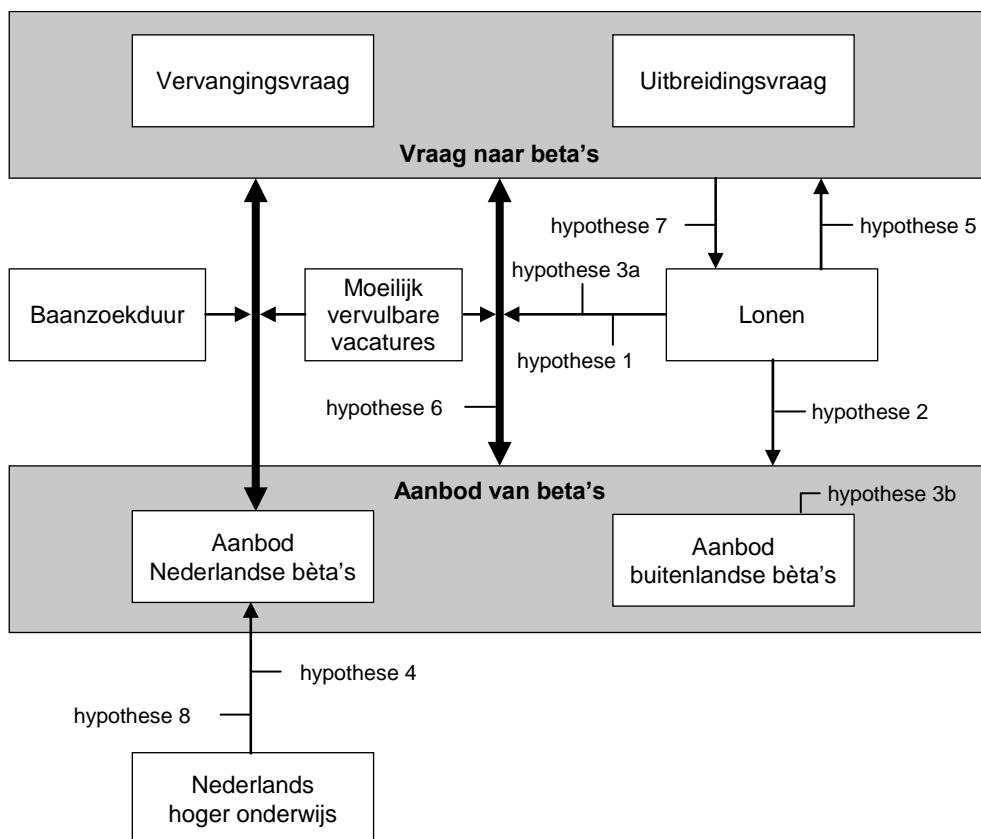 Vervangingsvraag
Uitbreidingsvraag
Vraag naar beta's
hypothese 7
hypothese 5
hypothese 3a
Baanzoekduur
Moeilijk
vervulbare
vacatures
Lonen
hypothese 1
hypothese 6
hypothese 2
Aanbod van beta's
hypothese 3b
Aanbod
Nederlandse bèta's
Aanbod
buitenlandse bèta's
hypothese 4
hypothese 8
Nederlands
hoger onderwijs